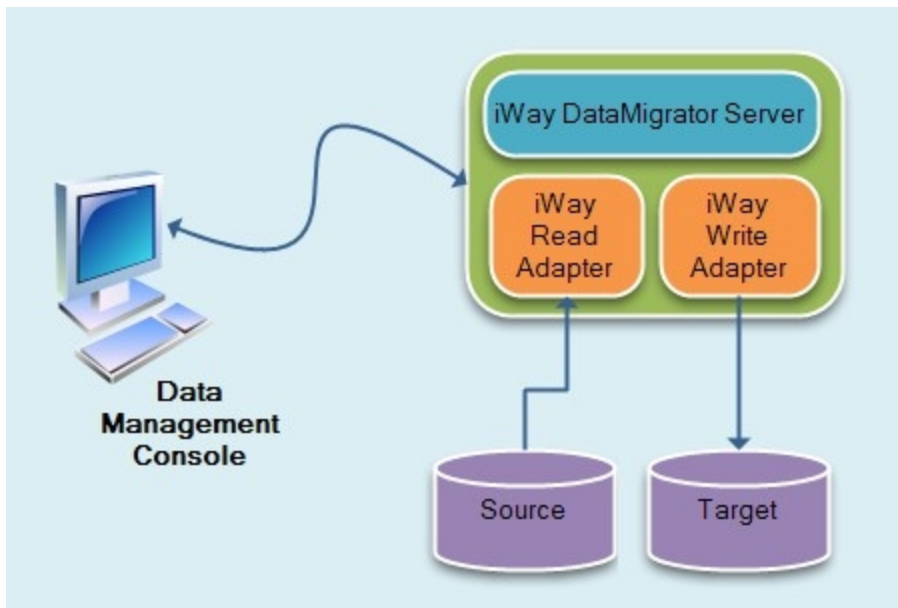 iWay DataMigrator Server
iWay
Read
Adapter
iWay
Write
Adapter
Data
Management
Console
Source
Target